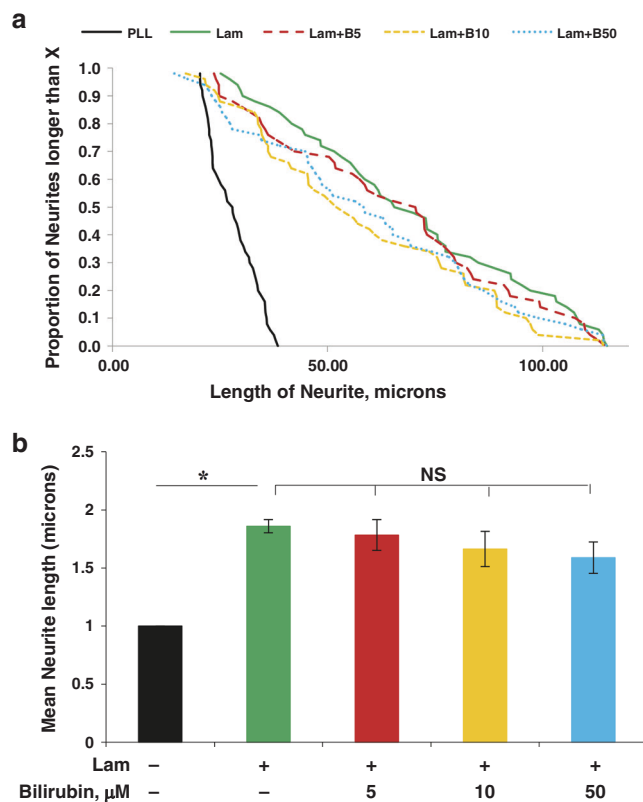 a
PLL Lam Lam+B5 Lam+B10 Lam+B50
Proportion of Neurites longer than X
1.0
0.9
0.8
0.7
0.6
0.5
0.4
0.3
0.2
0.1
0.0
0.00 50.00 100.00
Length of Neurite, microns
b
Mean Neurite length (microns)
2.5
2
1.5
1
0.5
0
* NS
Lam – + + + +
Bilirubin, μM – – 5 10 50